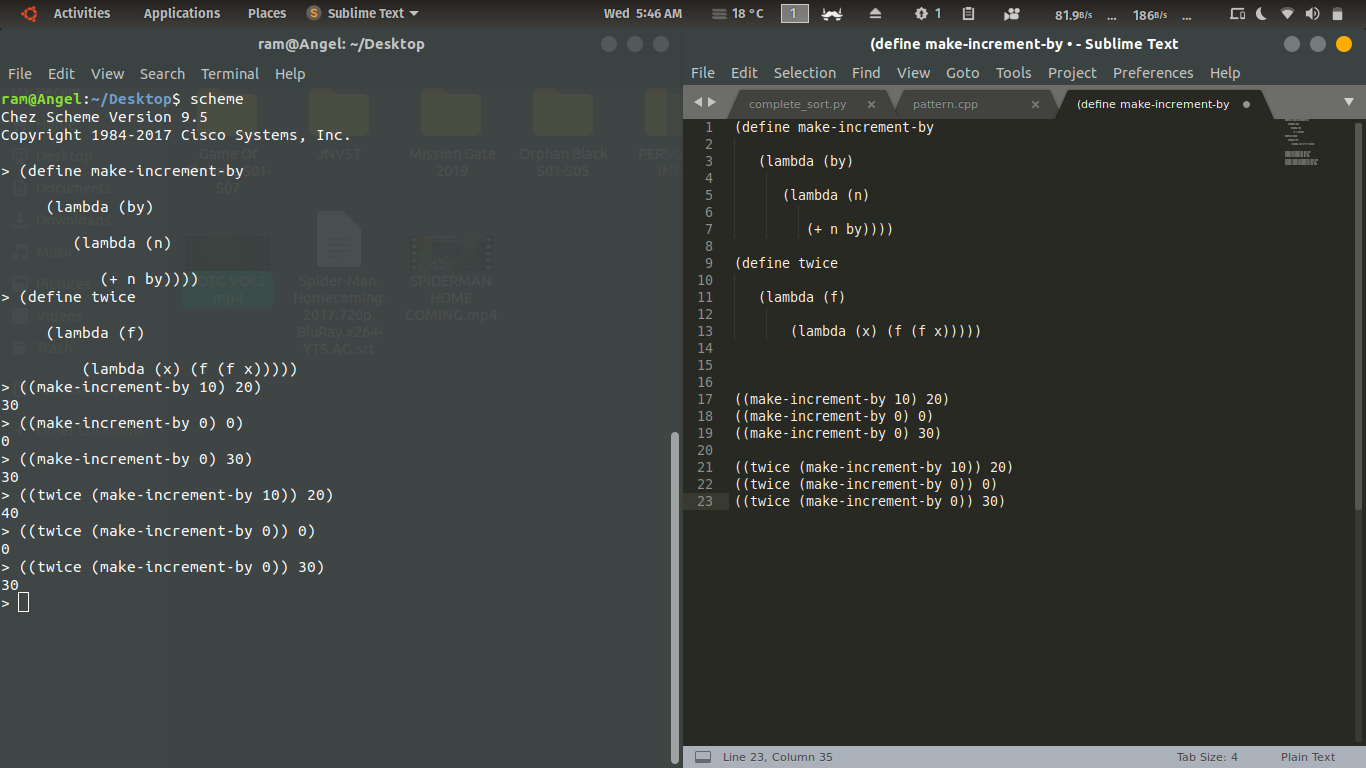 Activities Applications Places Sublime Text Wed 5:46 AM 18 °C 1 1 81.9B/s ... 186B/s ...
ram@Angel: ~/Desktop
File Edit View Search Terminal Help
ram@Angel:~/Desktop$ scheme
Chez Scheme Version 9.5
Copyright 1984-2017 Cisco Systems, Inc.
> (define make-increment-by
(lambda (by)
(lambda (n)
(+ n by))))
> (define twice
(lambda (f)
(lambda (x) (f (f x)))))
> ((make-increment-by 10) 20)
30
> ((make-increment-by 0) 0)
0
> ((make-increment-by 0) 30)
30
> ((twice (make-increment-by 10)) 20)
40
> ((twice (make-increment-by 0)) 0)
0
> ((twice (make-increment-by 0)) 30)
30
>
Desktop
Documents
Downloads
Music
Pictures
Videos
Trash
Game Of
S01-
S07
JNVST
Mission Gate
2019
Orphan Black
S01-S05
VOL2.
mp4
Spider-Man.
Homecoming.
2017.720p.
BluRay.x264-
YTS.AG.srt
SPIDERMAN
HOME
COMING.mp4
(define make-increment-by • - Sublime Text
File Edit Selection Find View Goto Tools Project Preferences Help
complete_sort.py × pattern.cpp × (define make-increment-by
1 (define make-increment-by
2
3 (lambda (by)
4
5 (lambda (n)
6
7 (+ n by))))
8
9 (define twice
10
11 (lambda (f)
12
13 (lambda (x) (f (f x)))))
14
15
16
17 ((make-increment-by 10) 20)
18 ((make-increment-by 0) 0)
19 ((make-increment-by 0) 30)
20
21 ((twice (make-increment-by 10)) 20)
22 ((twice (make-increment-by 0)) 0)
23 ((twice (make-increment-by 0)) 30)
Line 23, Column 35 Tab Size: 4 Plain Text